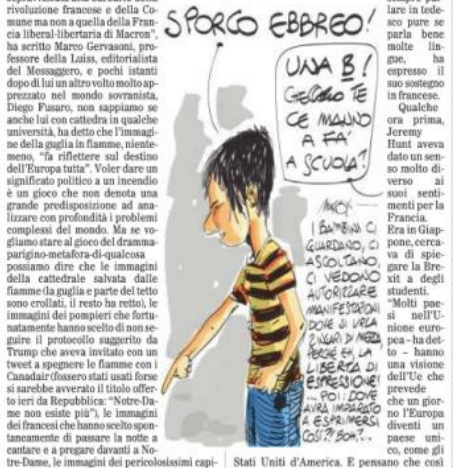 rivoluzione francese e della Co-
mune ma non a quella della Fran-
cia liberal-libertaria di Macron",
ha scritto Marco Gervasoni, pro-
fessore della Luiss, editorialista
del Messaggero, e pochi istanti
dopo di lui un altro volto molto ap-
prezzato nel mondo sovranista,
Diego Fusaro, non sappiamo se
anche lui con cattedra in qualche
università, ha detto che l'immagi-
ne della guglia in fiamme, niente-
meno, "fa riflettere sul destino
dell'Europa tutta". Voler dare un
significato politico a un incendio
è un gioco che non denota una
grande predisposizione ad ana-
lizzare con profondità i problemi
complessi del mondo. Ma se vo-
gliamo stare al gioco del dramma-
parigino-metafora-di-qualcosa
possiamo dire che le immagini
della cattedrale salvata dalle
fiamme (la guglia e parte del tetto
sono crollati, il resto ha retto), le
immagini dei pompieri che fortu-
natamente hanno scelto di non se-
guire il protocollo suggerito da
Trump che aveva invitato con un
tweet a spegnere le fiamme con i
Canadair (fossero stati usati forse
si sarebbe avverato il titolo offer-
to ieri da Repubblica: "Notre-Da-
me non esiste più"), le immagini
dei francesi che hanno scelto spon-
taneamente di passare la notte a
cantare e a pregare davanti a No-
tre-Dame, le immagini dei pericolosissimi capi-
SPORCO EBBREO!
UNA B!
TE
CE MANNO
A FA'
A SCUOLA?
I BAMBINI CI
GUARDANO, CI
ASCOLTANO,
CI VEDONO
AUTORIZZARE
MANIFESTAZIONI
DOVE SI URLA
ZINGARI DI MERDA
PERCHÉ EH, LA
LIBERTÀ DI
ESPRESSIONE!
... POI: DOVE
AVRÀ IMPARATO
A ESPRIMERSI
COSÌ?! BOH...
lare in tede-
sco pure se
parla bene
molte lin-
gue, ha
espresso il
suo sostegno
in francese.
Qualche
ora prima,
Jeremy
Hunt aveva
dato un sen-
so molto di-
verso ai
suoi senti-
menti per la
Francia.
Era in Giap-
pone, cerca-
va di spie-
gare la Bre-
xit a degli
studenti.
"Molti pae-
si nell'U-
nione euro-
pea - ha det-
to - hanno
una visione
dell'Ue che
prevede
che un gior-
no l'Europa
diventi un
paese uni-
co, come gli
Stati Uniti d'America. E pensano che così